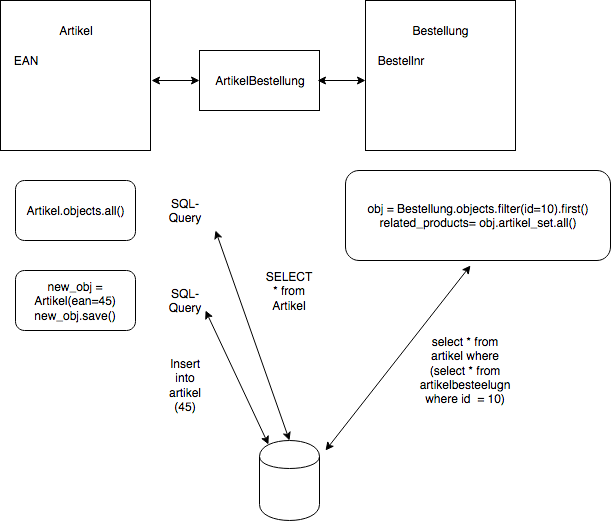 Artikel
EAN
ArtikelBestellung
Bestellung
Bestellnr
Artikel.objects.all()
SQL-
Query
obj = Bestellung.objects.filter(id=10).first()
related_products= obj.artikel_set.all()
new_obj =
Artikel(ean=45)
new_obj.save()
SQL-
Query
SELECT
* from
Artikel
Insert
into
artikel
(45)
select * from
artikel where
(select * from
artikelbesteelugn
where id  = 10)